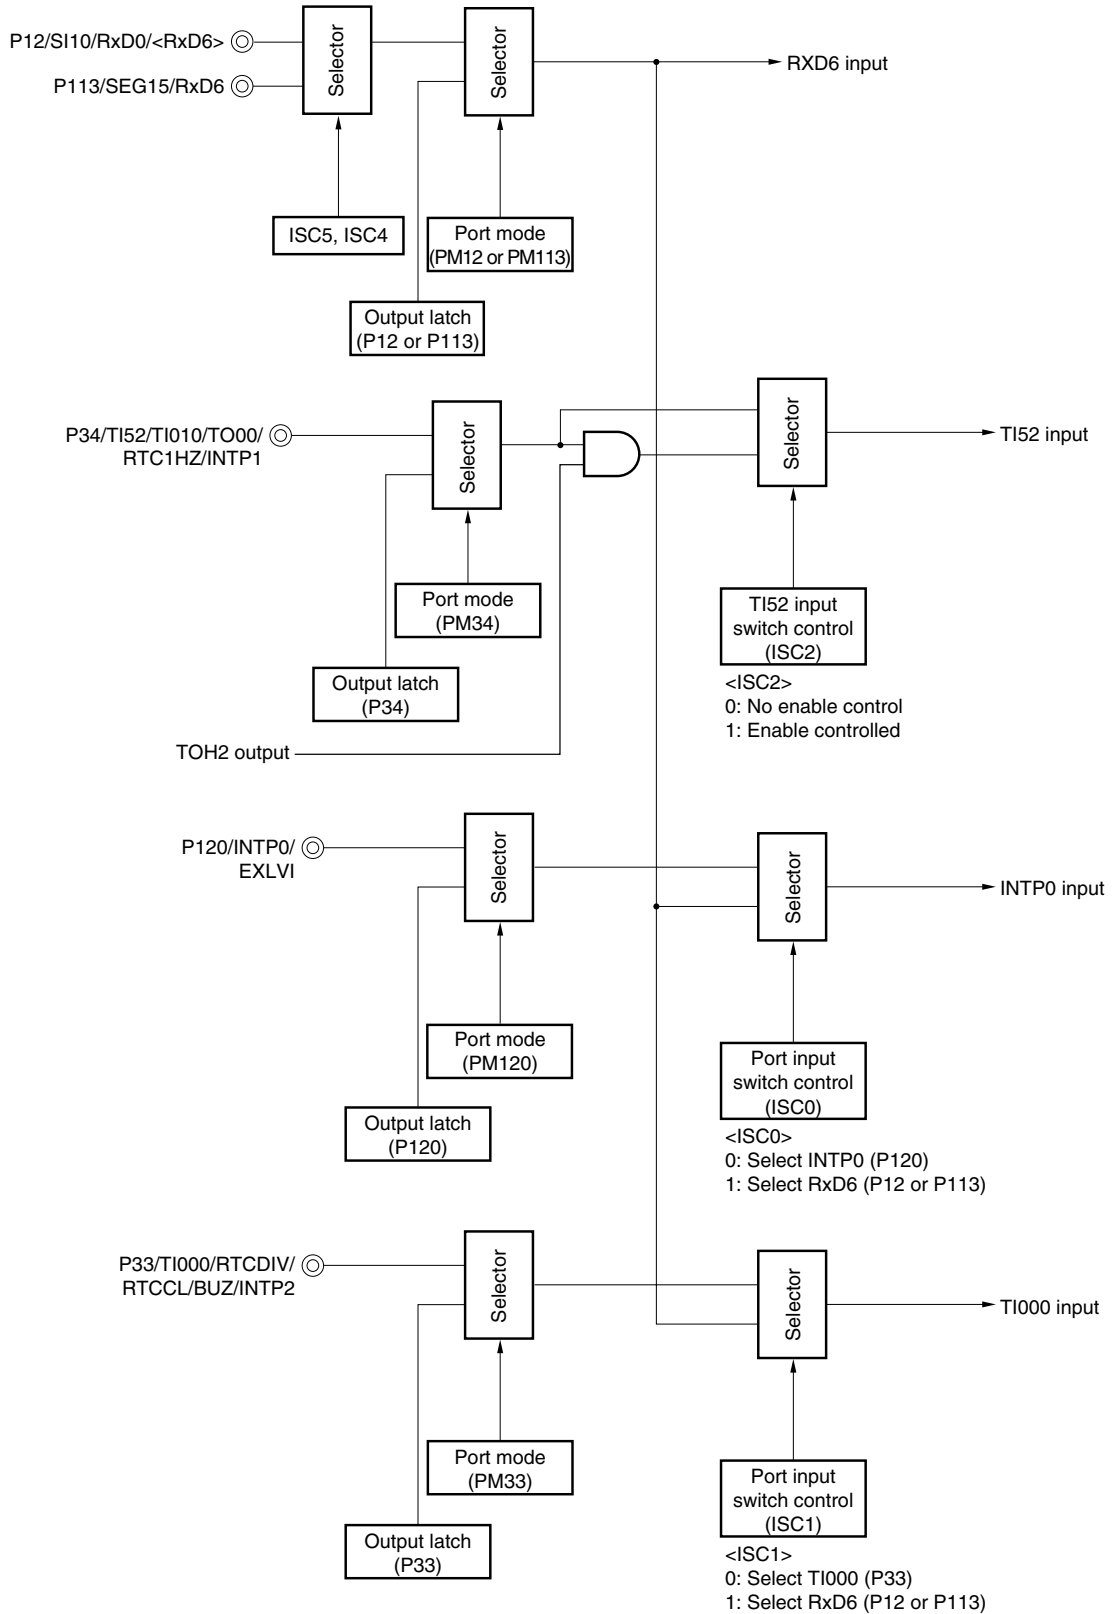 P12/SI10/RxD0/<RxD6>
P113/SEG15/RxD6
Selector
Selector
RXD6 input
ISC5, ISC4
Port mode
(PM12 or PM113)
Output latch
(P12 or P113)
P34/TI52/TI010/TO00/
RTC1HZ/INTP1
Selector
Selector
TI52 input
Port mode
(PM34)
TI52 input
switch control
(ISC2)
Output latch
(P34)
<ISC2>
0: No enable control
1: Enable controlled
TOH2 output
P120/INTP0/
EXLVI
Selector
Selector
INTP0 input
Port mode
(PM120)
Port input
switch control
(ISC0)
Output latch
(P120)
<ISC0>
0: Select INTP0 (P120)
1: Select RxD6 (P12 or P113)
P33/TI000/RTCDIV/
RTCCL/BUZ/INTP2
Selector
Selector
TI000 input
Port mode
(PM33)
Port input
switch control
(ISC1)
Output latch
(P33)
<ISC1>
0: Select TI000 (P33)
1: Select RxD6 (P12 or P113)